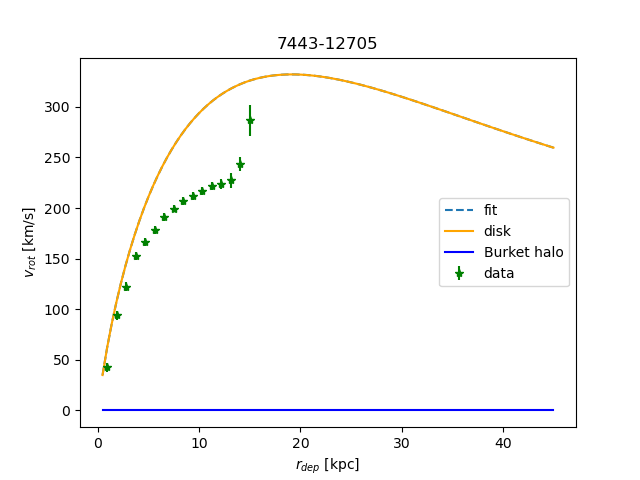 7443-12705
300
250
200
150
100
50
0
v_rot [km/s]
fit
disk
Burket halo
data
0 10 20 30 40
r_dep [kpc]